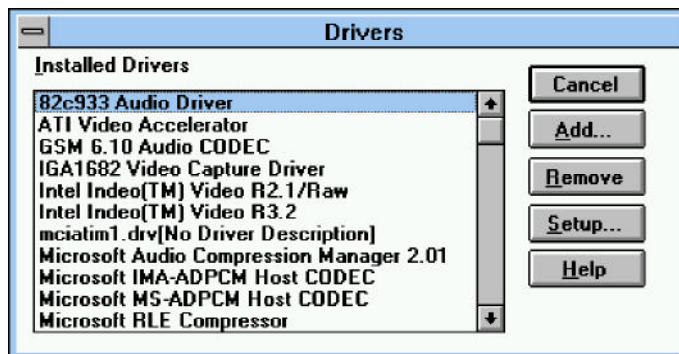 Drivers
Installed Drivers
82c933 Audio Driver
ATI Video Accelerator
GSM 6.10 Audio CODEC
IGA1682 Video Capture Driver
Intel Indeo(TM) Video R2.1/Raw
Intel Indeo(TM) Video R3.2
mciatim1.drv[No Driver Description]
Microsoft Audio Compression Manager 2.01
Microsoft IMA-ADPCM Host CODEC
Microsoft MS-ADPCM Host CODEC
Microsoft RLE Compressor
Cancel
Add...
Remove
Setup...
Help